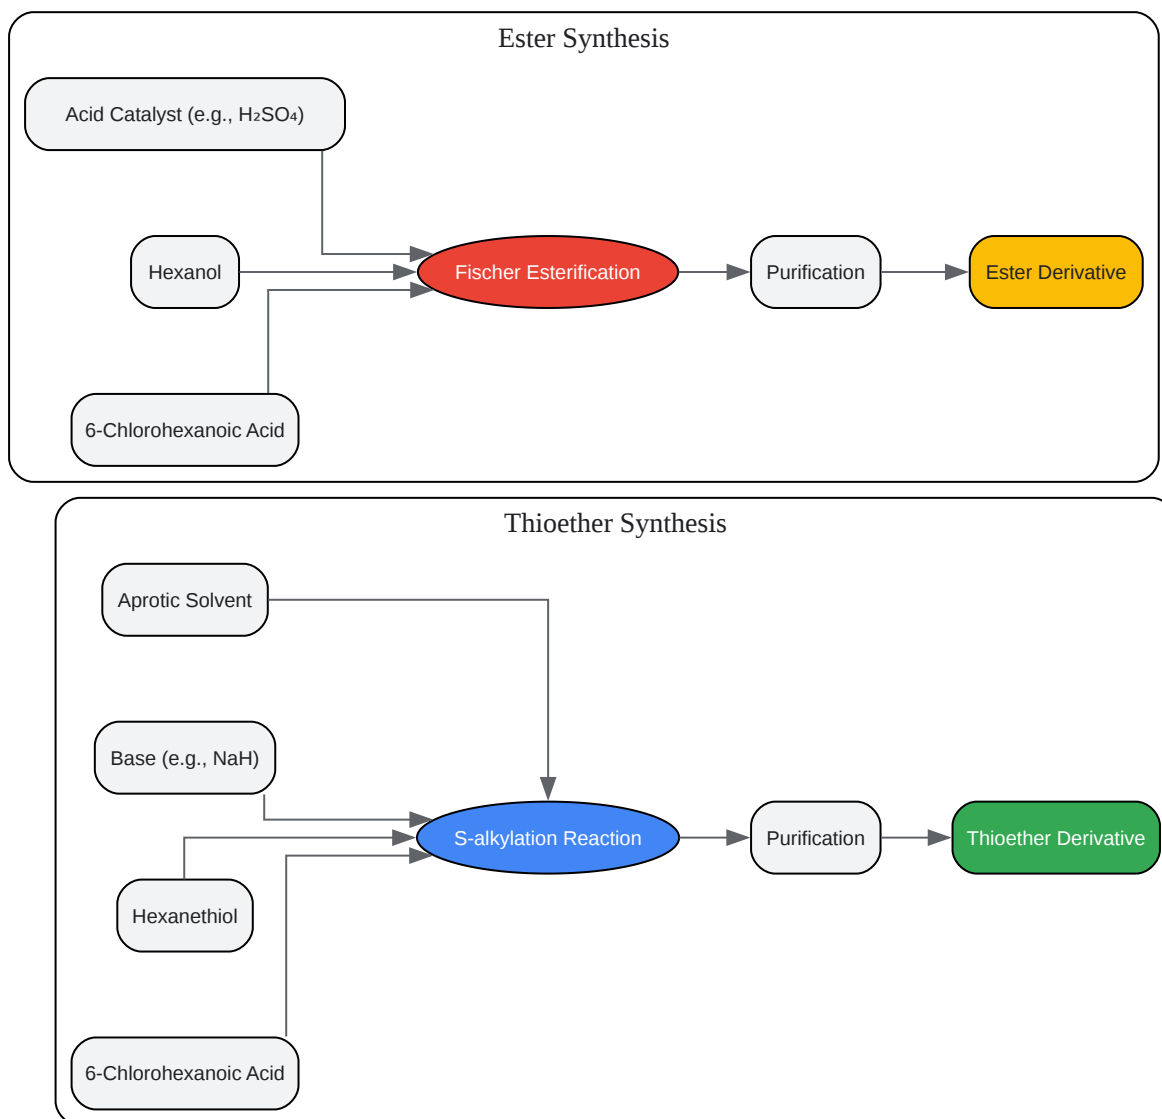 Ester Synthesis
Acid Catalyst (e.g., H₂SO₄)
Hexanol
Fischer Esterification
Purification
Ester Derivative
6-Chlorohexanoic Acid
Thioether Synthesis
Aprotic Solvent
Base (e.g., NaH)
S-alkylation Reaction
Purification
Thioether Derivative
Hexanethiol
6-Chlorohexanoic Acid